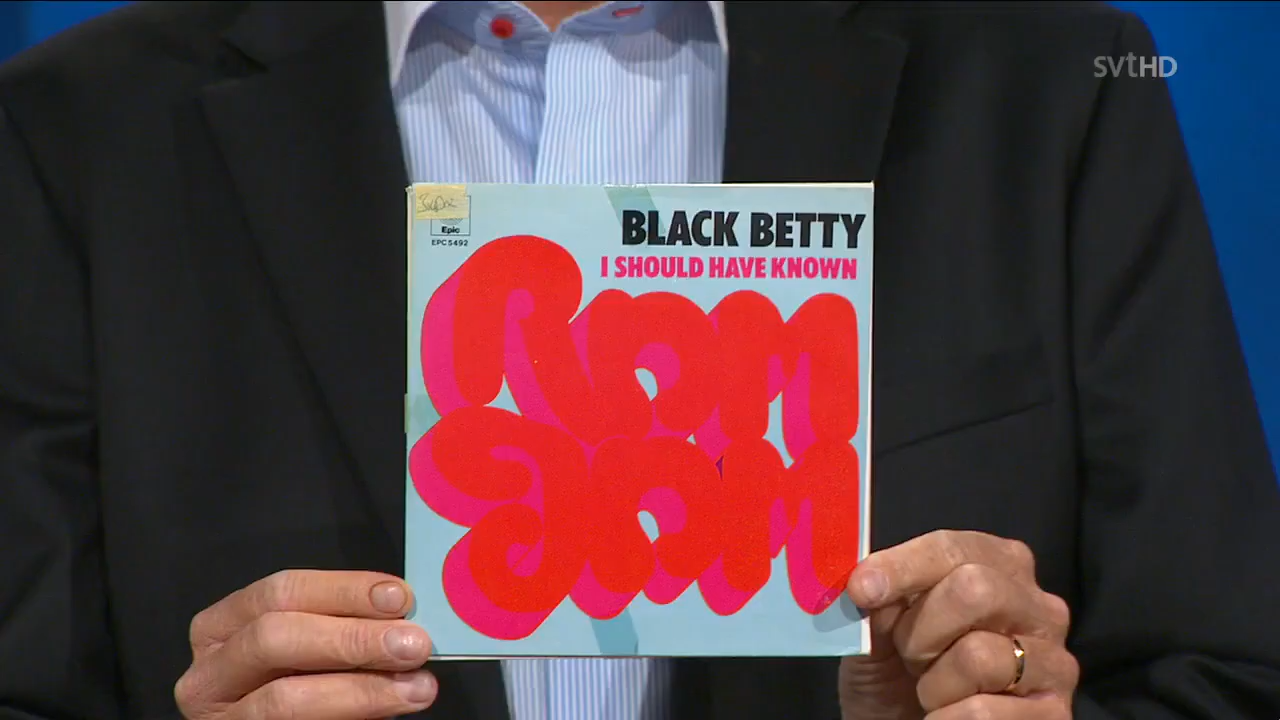 svtHD
Epic
EPC 5492
BLACK BETTY
I SHOULD HAVE KNOWN
RAM
JAM